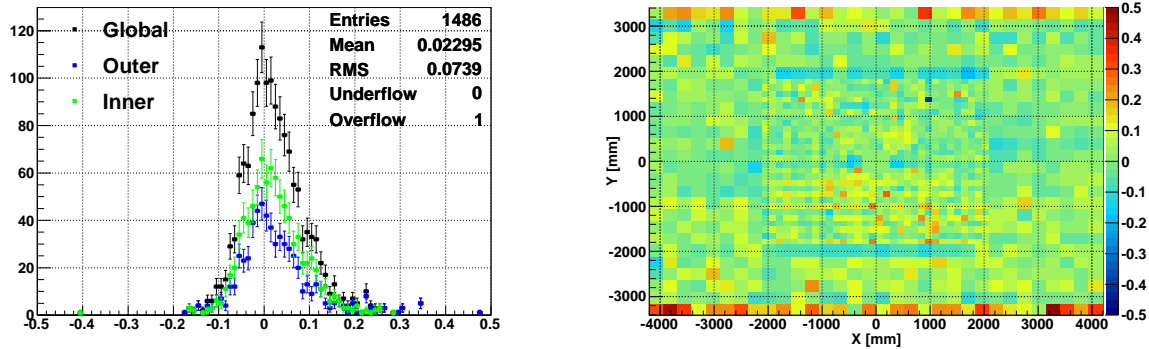 Global
Outer
Inner
Entries 1486
Mean 0.02295
RMS 0.0739
Underflow 0
Overflow 1
120
100
80
60
40
20
0
-0.5 -0.4 -0.3 -0.2 -0.1 0 0.1 0.2 0.3 0.4 0.5
Y [mm]
3000
2000
1000
0
-1000
-2000
-3000
-4000 -3000 -2000 -1000 0 1000 2000 3000 4000
X [mm]
0.5
0.4
0.3
0.2
0.1
0
-0.1
-0.2
-0.3
-0.4
-0.5